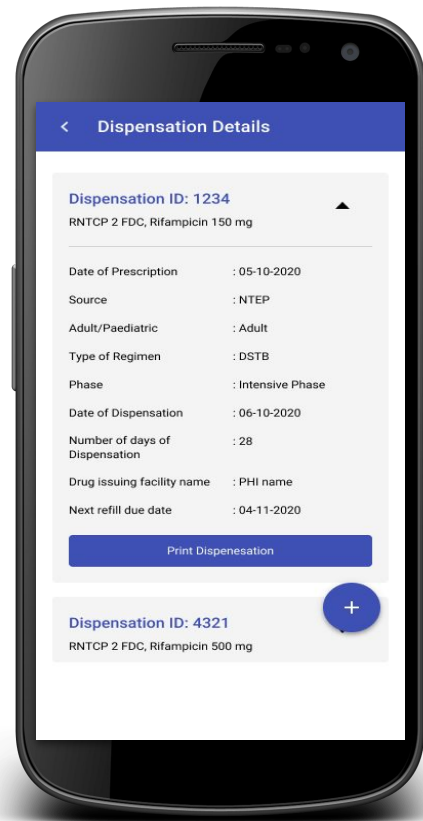 Dispensation Details
Dispensation ID: 1234
RNTCP 2 FDC, Rifampicin 150 mg
Date of Prescription : 05-10-2020
Source : NTEP
Adult/Paediatric : Adult
Type of Regimen : DSTB
Phase : Intensive Phase
Date of Dispensation : 06-10-2020
Number of days of : 28
Dispensation
Drug issuing facility name : PHI name
Next refill due date : 04-11-2020
Print Dispenesation
Dispensation ID: 4321
RNTCP 2 FDC, Rifampicin 500 mg